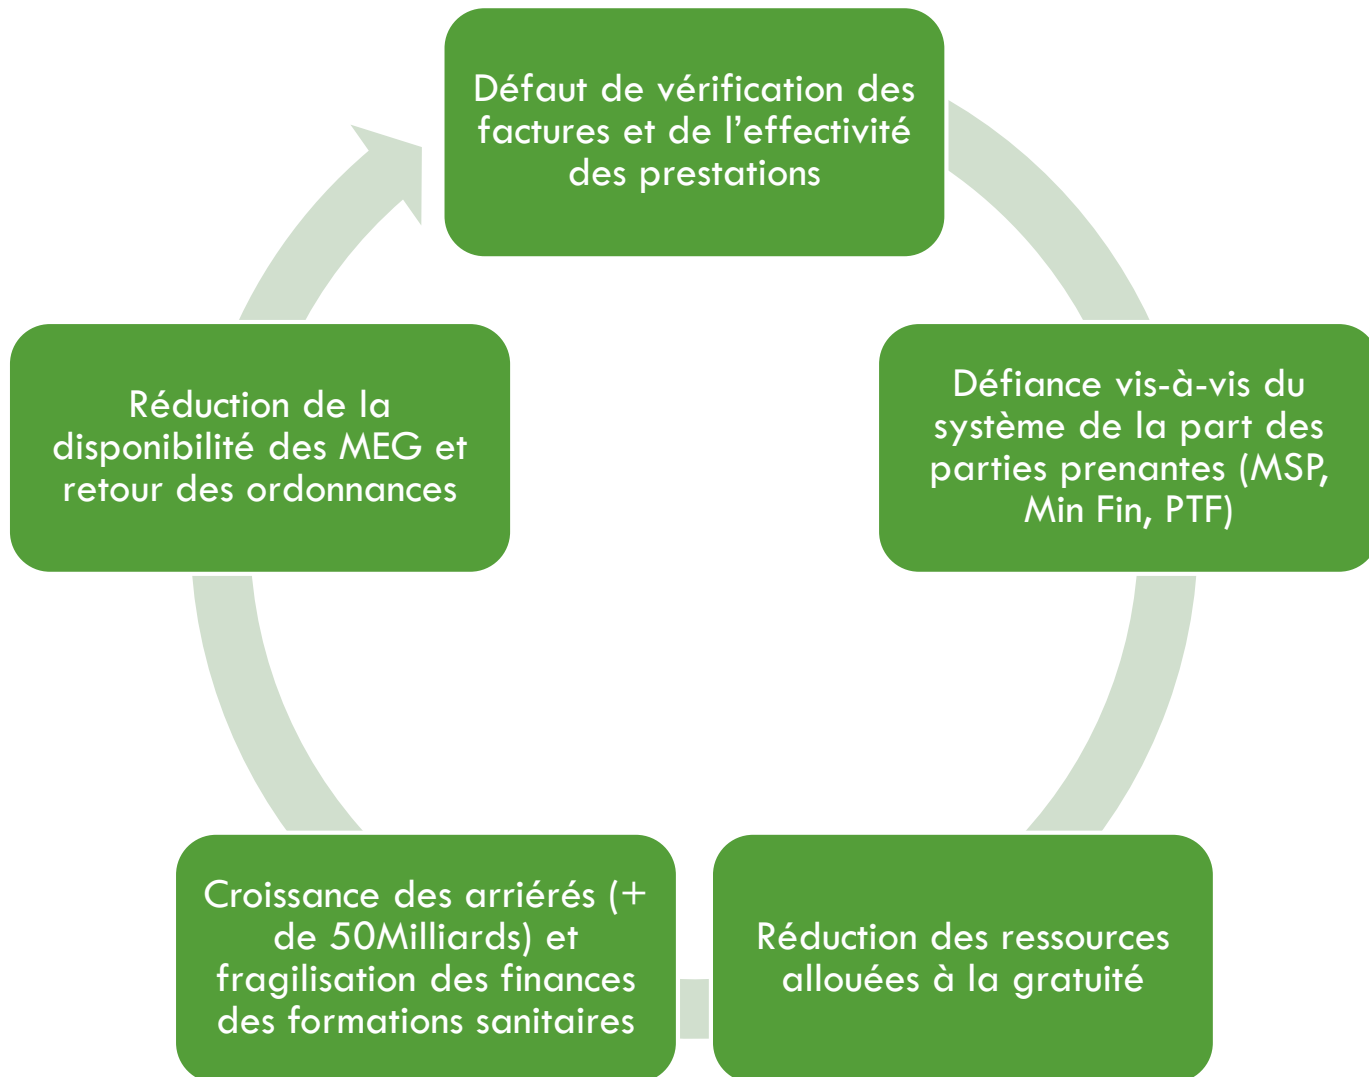 Défaut de vérification des
factures et de l’effectivité
des prestations
Défiance vis-à-vis du
système de la part des
parties prenantes (MSP,
Min Fin, PTF)
Réduction des ressources
allouées à la gratuité
Croissance des arriérés (+
de 50Milliards) et
fragilisation des finances
des formations sanitaires
Réduction de la
disponibilité des MEG et
retour des ordonnances